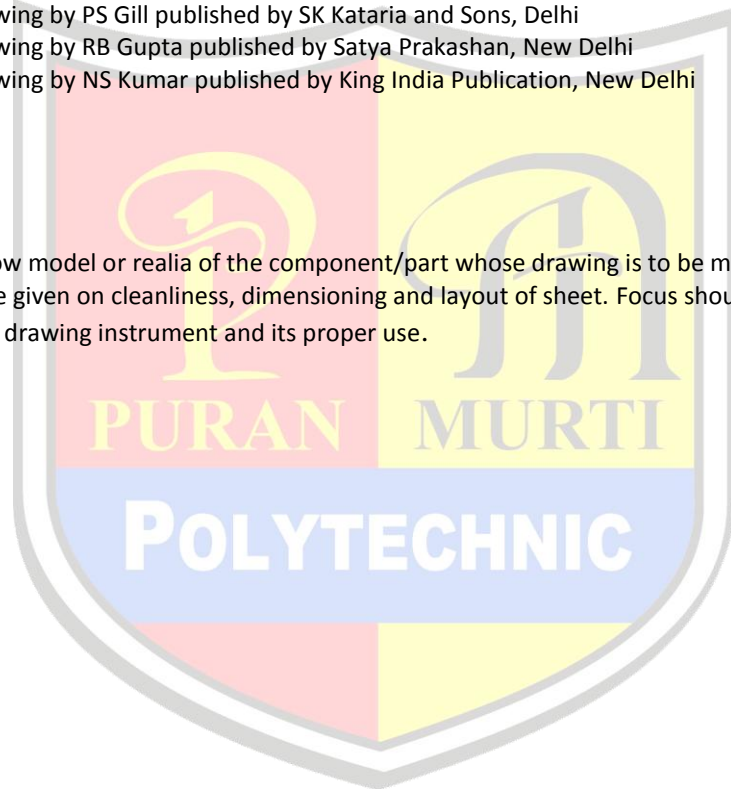 wing by PS Gill published by SK Kataria and Sons, Delhi
wing by RB Gupta published by Satya Prakashan, New Delhi
wing by NS Kumar published by King India Publication, New Delhi
ow model or realia of the component/part whose drawing is to be m
e given on cleanliness, dimensioning and layout of sheet. Focus shou
drawing instrument and its proper use.
PURAN MURTI
POLYTECHNIC